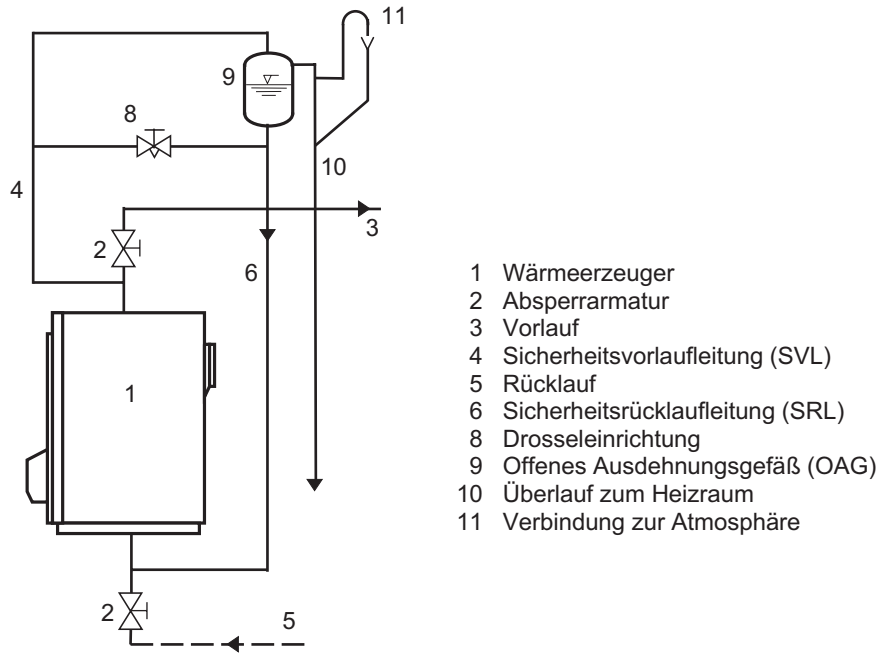 11
9
8
10
4
3
2
6
1
2
5
1 Wärmeerzeuger
2 Absperrarmatur
3 Vorlauf
4 Sicherheitsvorlaufleitung (SVL)
5 Rücklauf
6 Sicherheitsrücklaufleitung (SRL)
8 Drosseleinrichtung
9 Offenes Ausdehnungsgefäß (OAG)
10 Überlauf zum Heizraum
11 Verbindung zur Atmosphäre